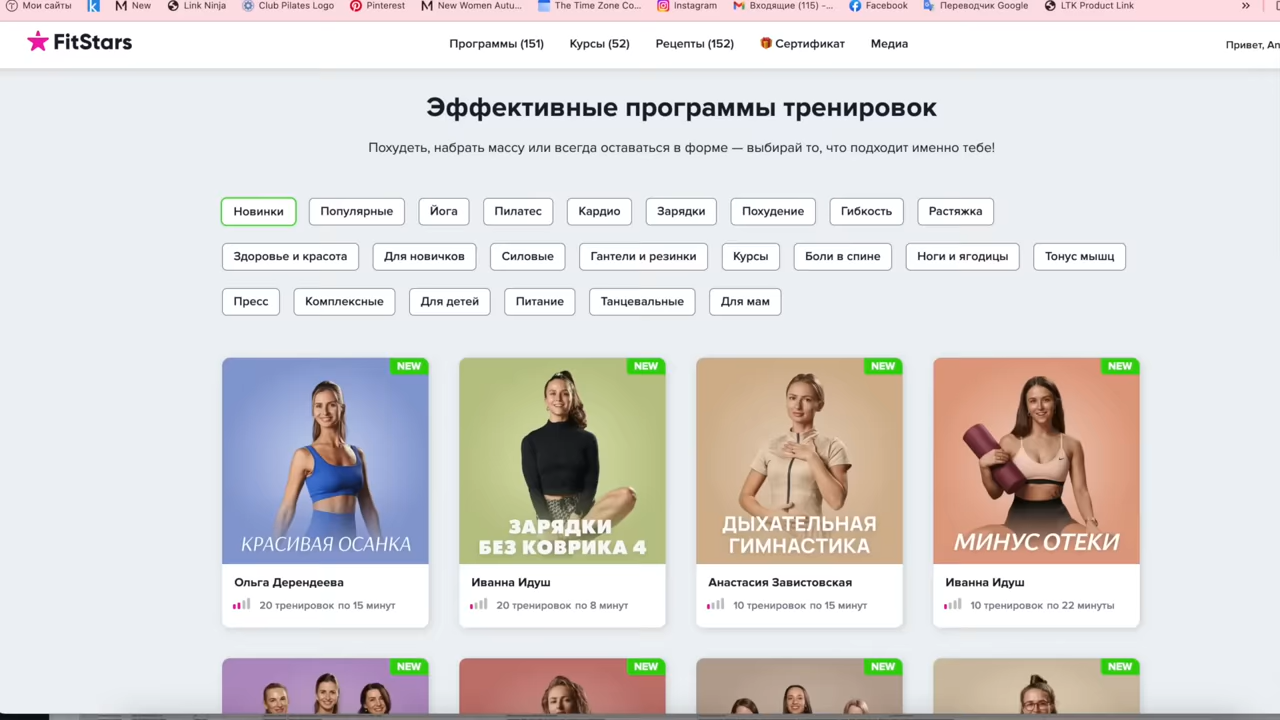 Мои сайты New Link Ninja Club Pilates Logo Pinterest New Women Autu... The Time Zone Co... Instagram Входящие (115) –... Facebook Переводчик Google LTK Product Link
FitStars Программы (151) Курсы (52) Рецепты (152) Сертификат Медиа Привет, An
Эффективные программы тренировок
Похудеть, набрать массу или всегда оставаться в форме — выбирай то, что подходит именно тебе!
Новинки Популярные Йога Пилатес Кардио Зарядки Похудение Гибкость Растяжка
Здоровье и красота Для новичков Силовые Гантели и резинки Курсы Боли в спине Ноги и ягодицы Тонус мышц
Пресс Комплексные Для детей Питание Танцевальные Для мам
NEW
КРАСИВАЯ ОСАНКА
Ольга Дерендеева
20 тренировок по 15 минут
NEW
ЗАРЯДКИ
БЕЗ КОВРИКА 4
Иванна Идуш
20 тренировок по 8 минут
NEW
ДЫХАТЕЛЬНАЯ
ГИМНАСТИКА
Анастасия Завистовская
10 тренировок по 15 минут
NEW
МИНУС ОТЕКИ
Иванна Идуш
10 тренировок по 22 минуты
NEW
NEW
NEW
NEW